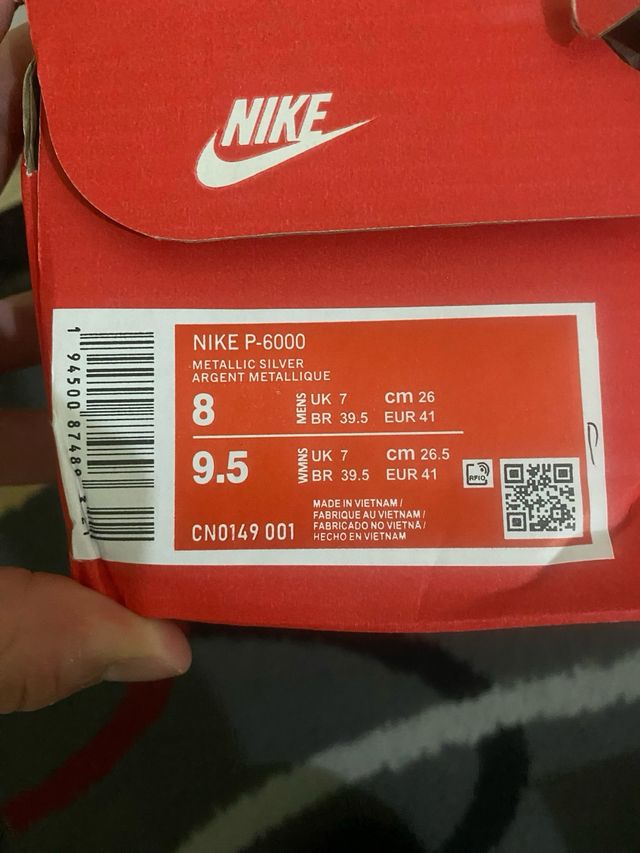 NIKE
NIKE P-6000
METALLIC SILVER
ARGENT METALLIQUE
8 MENS UK 7 cm 26
BR 39.5 EUR 41
9.5 WMNS UK 7 cm 26.5
BR 39.5 EUR 41
RFID
CN0149 001
MADE IN VIETNAM /
FABRIQUE AU VIETNAM /
FABRICADO NO VIETNÃ /
HECHO EN VIETNAM
1 94500 8748
P